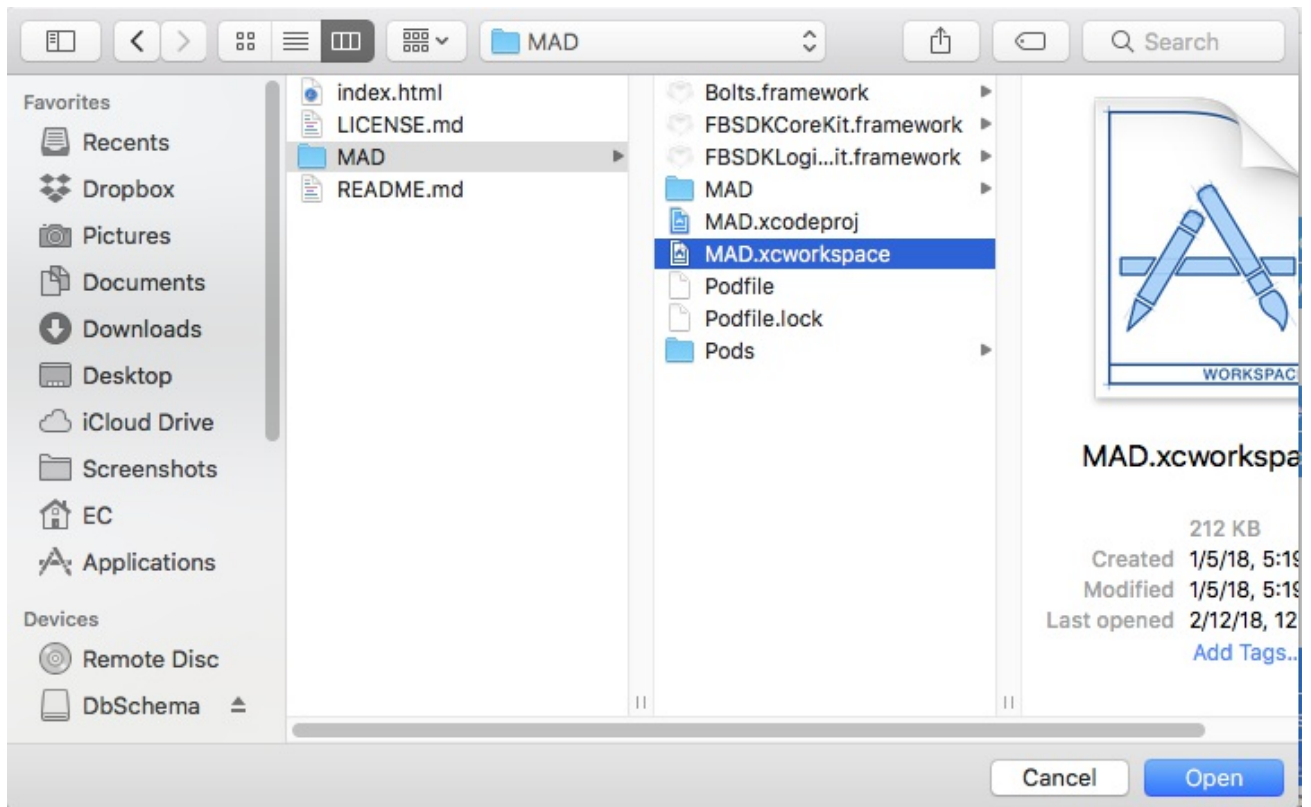 MAD
Search
Favorites
Recents
Dropbox
Pictures
Documents
Downloads
Desktop
iCloud Drive
Screenshots
EC
Applications
Devices
Remote Disc
DbSchema
index.html
LICENSE.md
MAD
README.md
Bolts.framework
FBSDKCoreKit.framework
FBSDKLogi...it.framework
MAD
MAD.xcodeproj
MAD.xcworkspace
Podfile
Podfile.lock
Pods
WORKSPAC
MAD.xcworkspa
212 KB
Created 1/5/18, 5:19
Modified 1/5/18, 5:19
Last opened 2/12/18, 12
Add Tags...
Cancel
Open